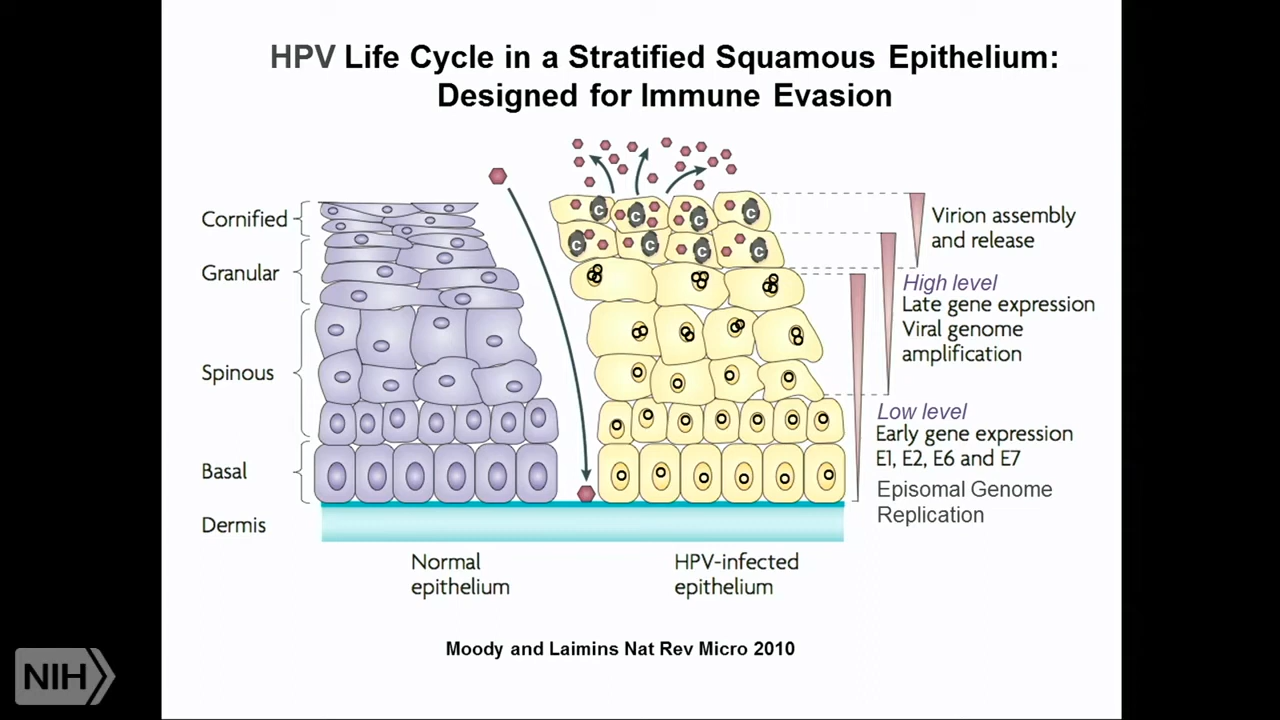 HPV Life Cycle in a Stratified Squamous Epithelium:
Designed for Immune Evasion
Cornified
Granular
Spinous
Basal
Dermis
C
C
C
C
C
C
C
C
Virion assembly
and release
High level
Late gene expression
Viral genome
amplification
Low level
Early gene expression
E1, E2, E6 and E7
Episomal Genome
Replication
Normal
epithelium
HPV-infected
epithelium
Moody and Laimins Nat Rev Micro 2010
NIH